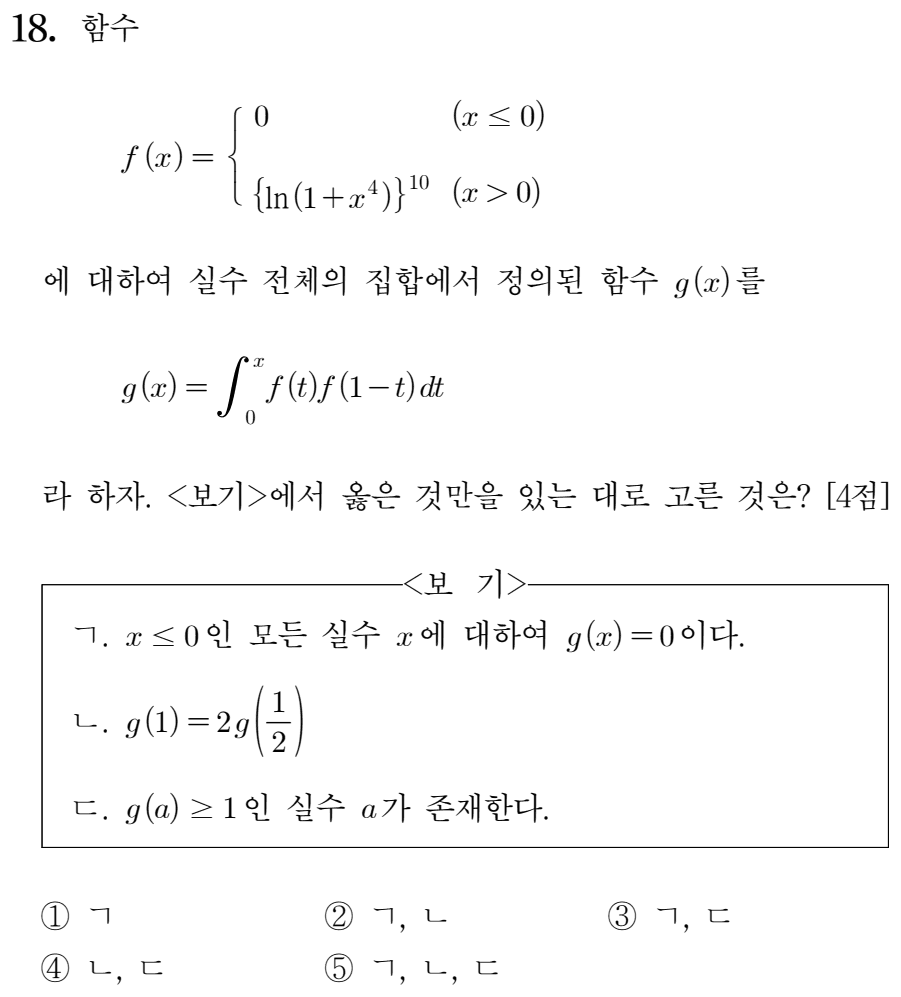 18. 함수
f(x) = { 0 (x ≤ 0)
{ln(1+x⁴)}¹⁰ (x > 0)
에 대하여 실수 전체의 집합에서 정의된 함수 g(x)를
g(x) = ∫₀ˣ f(t)f(1−t)dt
라 하자. <보기>에서 옳은 것만을 있는 대로 고른 것은? [4점]
<보 기>
ㄱ. x ≤ 0인 모든 실수 x에 대하여 g(x) = 0이다.
ㄴ. g(1) = 2g(1/2)
ㄷ. g(a) ≥ 1인 실수 a가 존재한다.
① ㄱ ② ㄱ, ㄴ ③ ㄱ, ㄷ
④ ㄴ, ㄷ ⑤ ㄱ, ㄴ, ㄷ